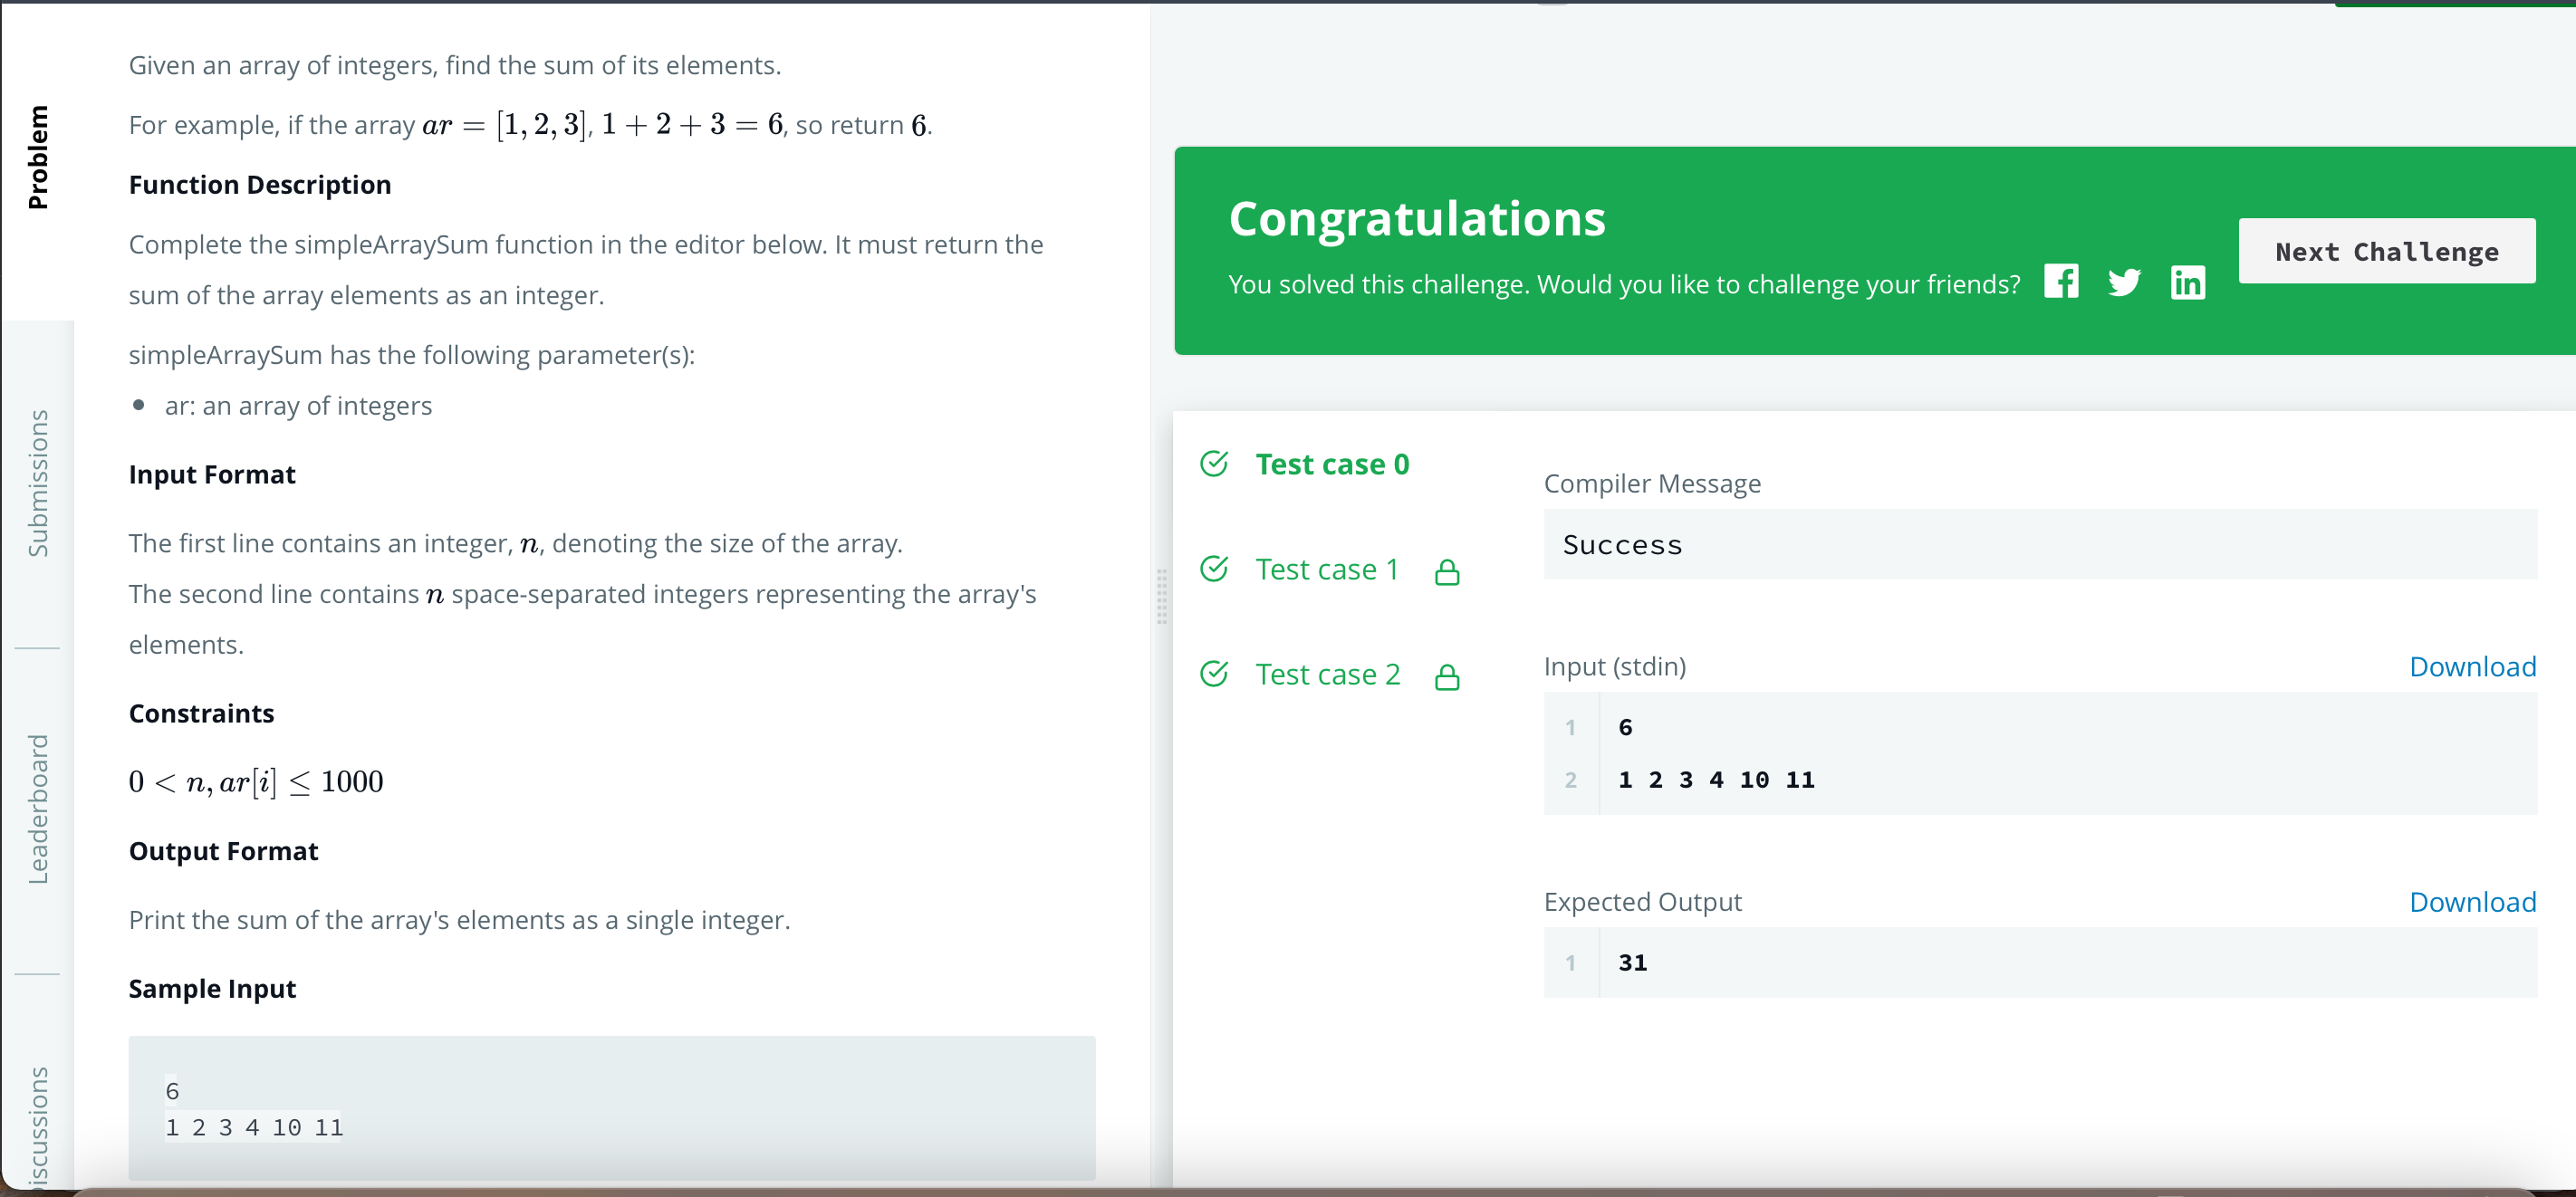 Problem
Submissions
Leaderboard
Given an array of integers, find the sum of its elements.
For example, if the array ar = [1, 2, 3], 1 + 2 + 3 = 6, so return 6.
Function Description
Complete the simpleArraySum function in the editor below. It must return the
sum of the array elements as an integer.
simpleArraySum has the following parameter(s):
• ar: an array of integers
Input Format
The first line contains an integer, n, denoting the size of the array.
The second line contains n space-separated integers representing the array's
elements.
Constraints
0 < n, ar[i] ≤ 1000
Output Format
Print the sum of the array's elements as a single integer.
Sample Input
6
1 2 3 4 10 11
Congratulations
You solved this challenge. Would you like to challenge your friends?
Next Challenge
Test case 0
Test case 1
Test case 2
Compiler Message
Success
Input (stdin)
Download
1 6
2 1 2 3 4 10 11
Expected Output
Download
1 31